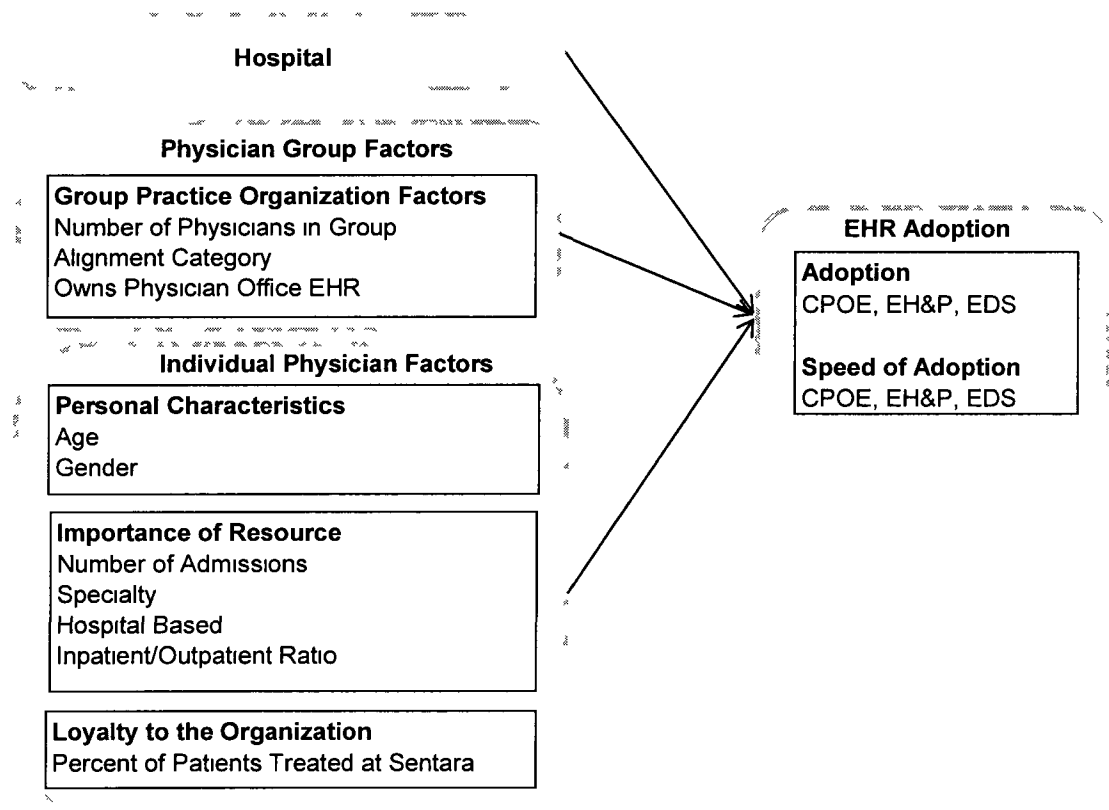 Hospital
Physician Group Factors
Group Practice Organization Factors
Number of Physicians in Group
Alignment Category
Owns Physician Office EHR
Individual Physician Factors
Personal Characteristics
Age
Gender
Importance of Resource
Number of Admissions
Specialty
Hospital Based
Inpatient/Outpatient Ratio
Loyalty to the Organization
Percent of Patients Treated at Sentara
EHR Adoption
Adoption
CPOE, EH&P, EDS
Speed of Adoption
CPOE, EH&P, EDS